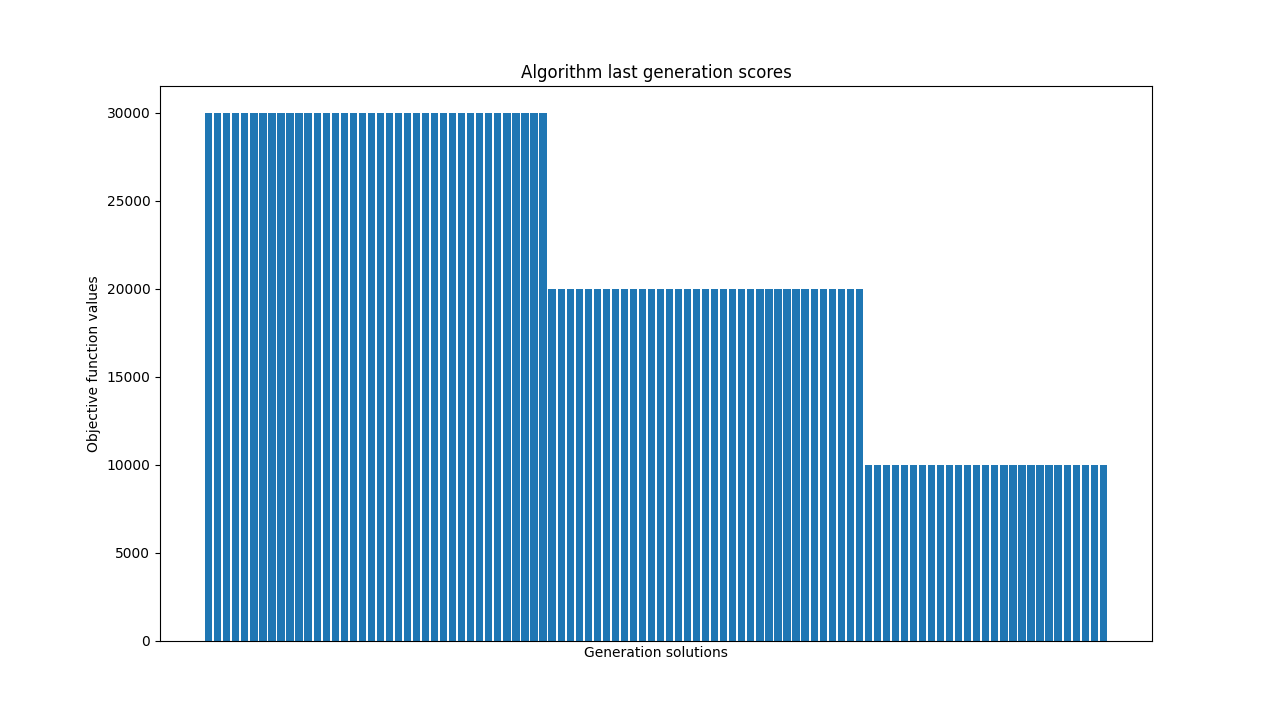 Algorithm last generation scores
30000
25000
20000
15000
10000
5000
0
Objective function values
Generation solutions